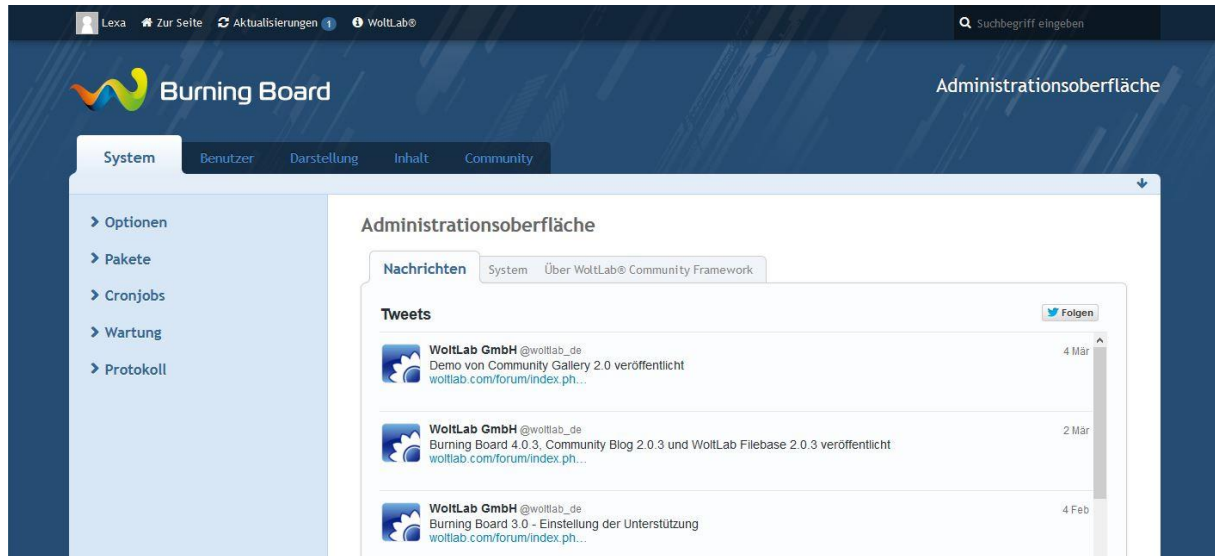 Lexa Zur Seite Aktualisierungen 1 WoltLab® Suchbegriff eingeben
Burning Board
Administrationsoberfläche
System Benutzer Darstellung Inhalt Community
Optionen
Pakete
Cronjobs
Wartung
Protokoll
Administrationsoberfläche
Nachrichten System Über WoltLab® Community Framework
Tweets Folgen
WoltLab GmbH @woltlab_de 4 Mär
Demo von Community Gallery 2.0 veröffentlicht
woltlab.com/forum/index.ph...
WoltLab GmbH @woltlab_de 2 Mär
Burning Board 4.0.3, Community Blog 2.0.3 und WoltLab Filebase 2.0.3 veröffentlicht
woltlab.com/forum/index.ph...
WoltLab GmbH @woltlab_de 4 Feb
Burning Board 3.0 - Einstellung der Unterstützung
woltlab.com/forum/index.ph...